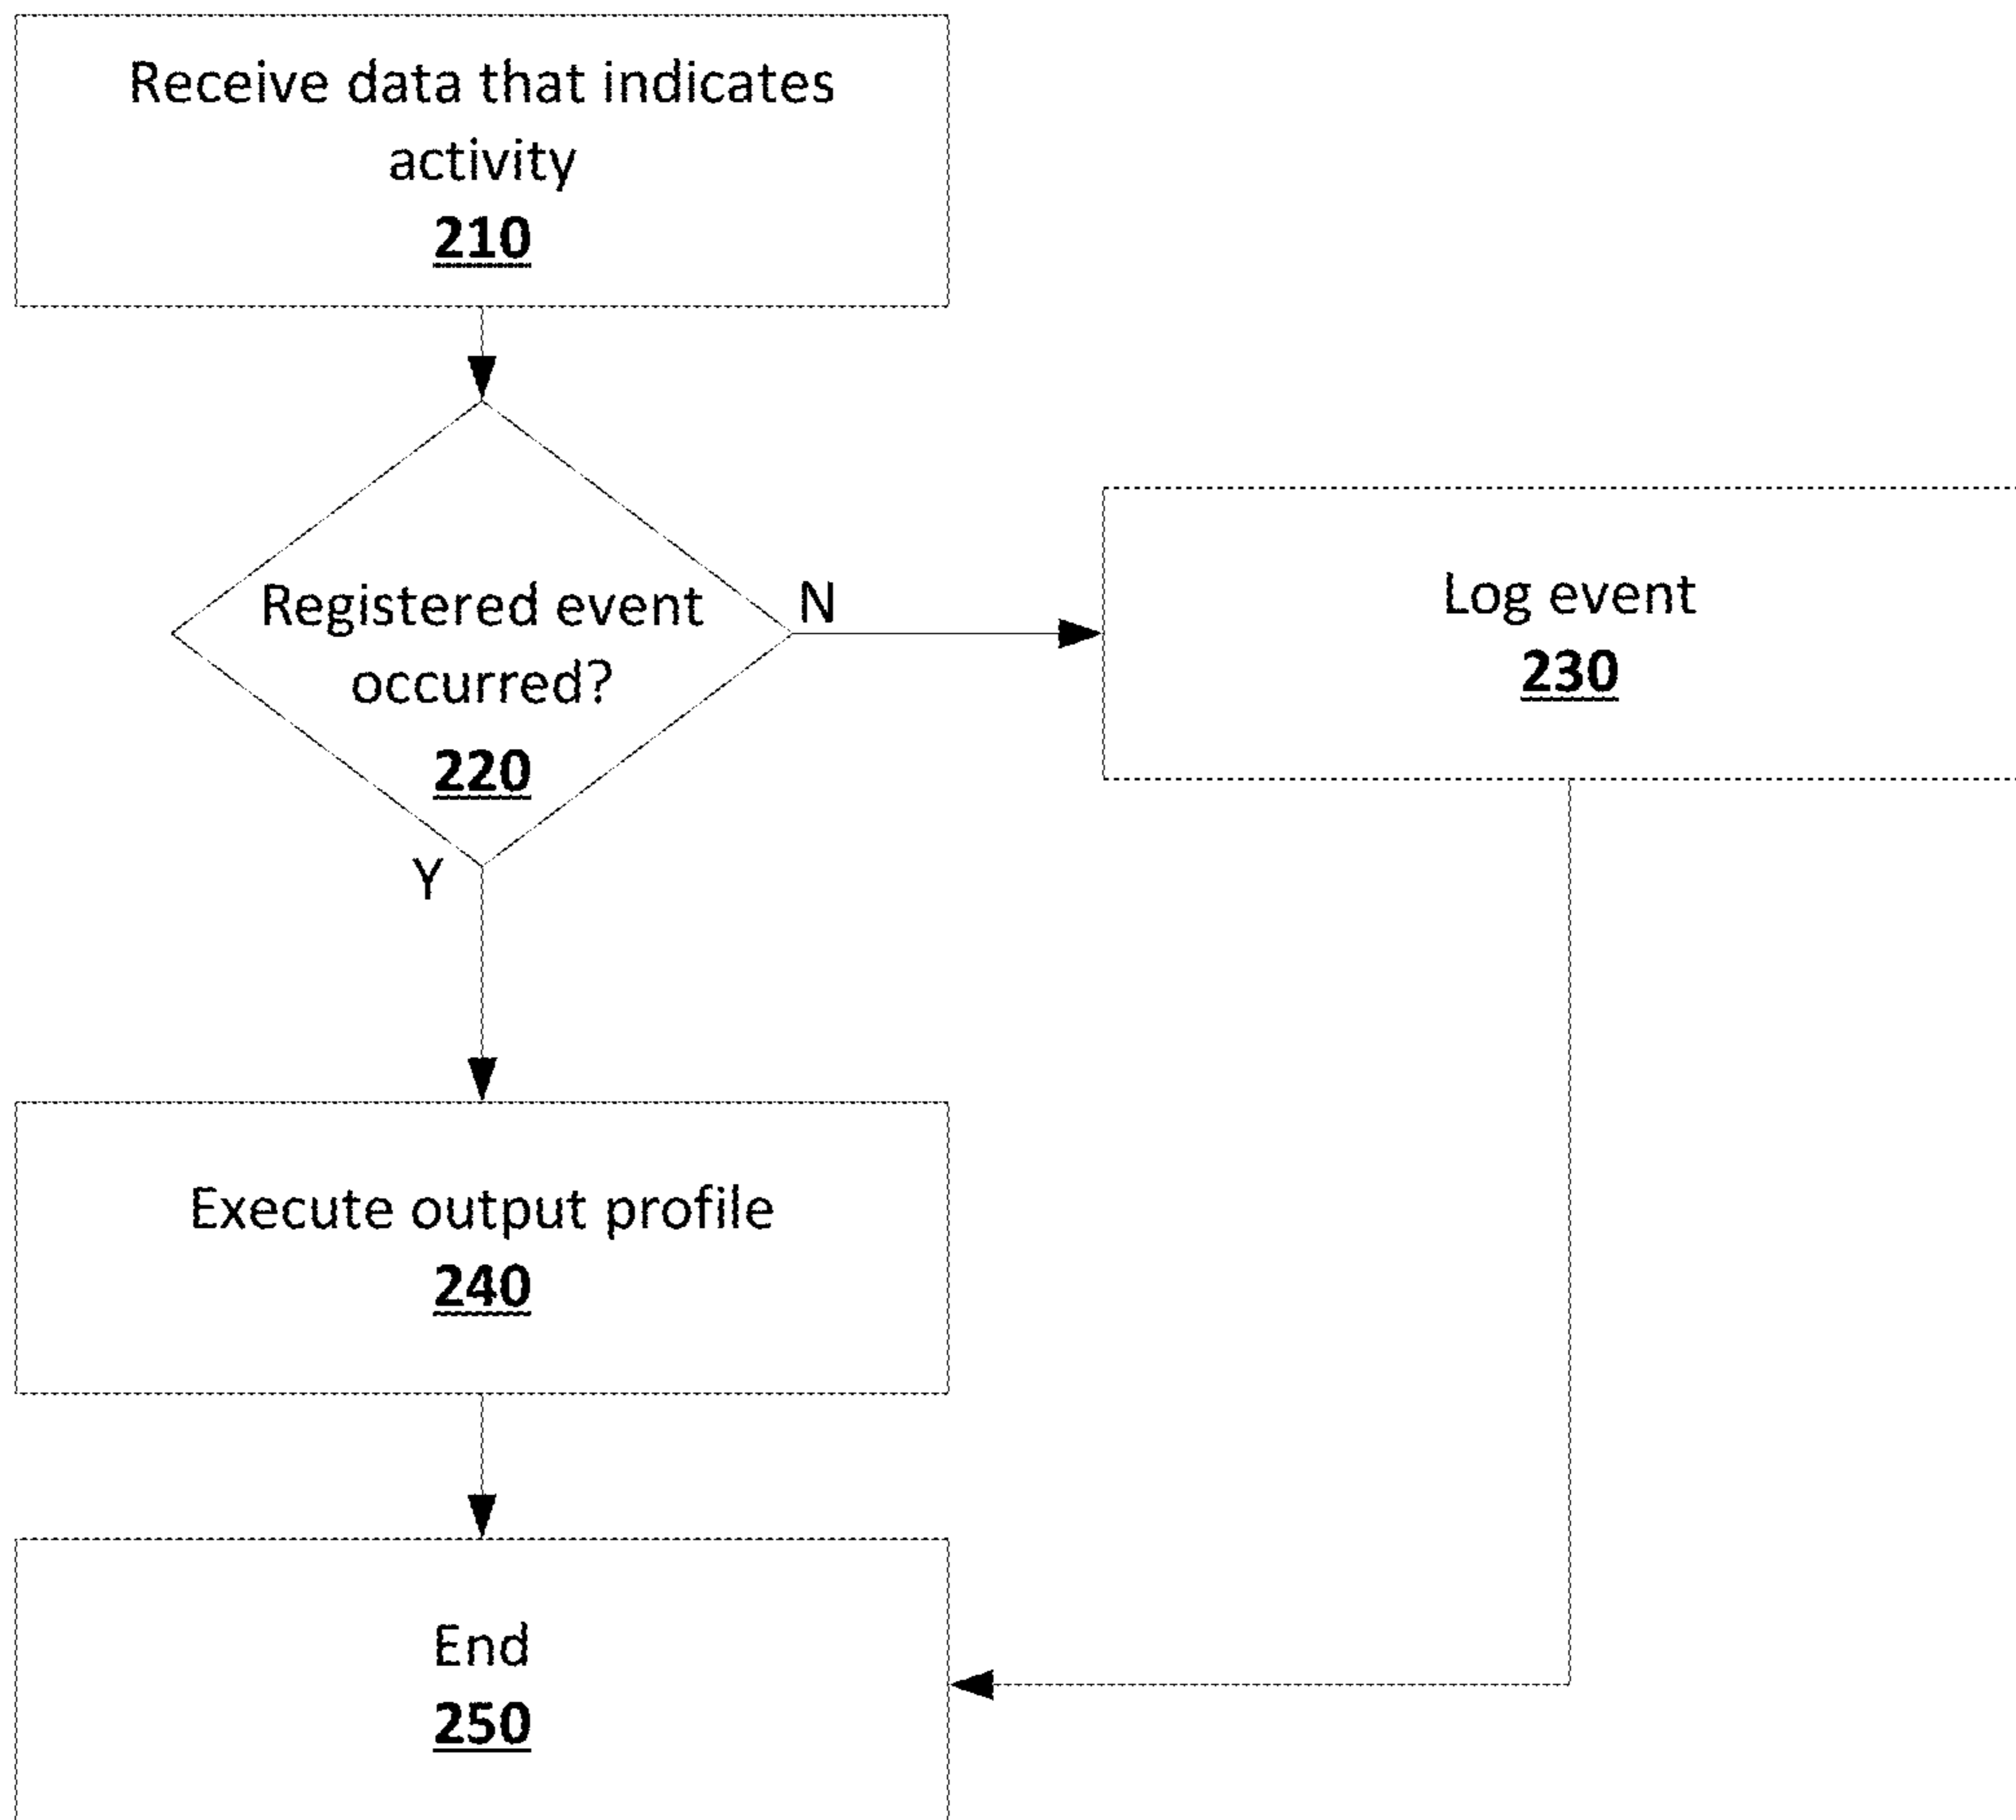 Receive data that indicates
activity
210
Registered event
occurred?
220
N
Y
Log event
230
Execute output profile
240
End
250